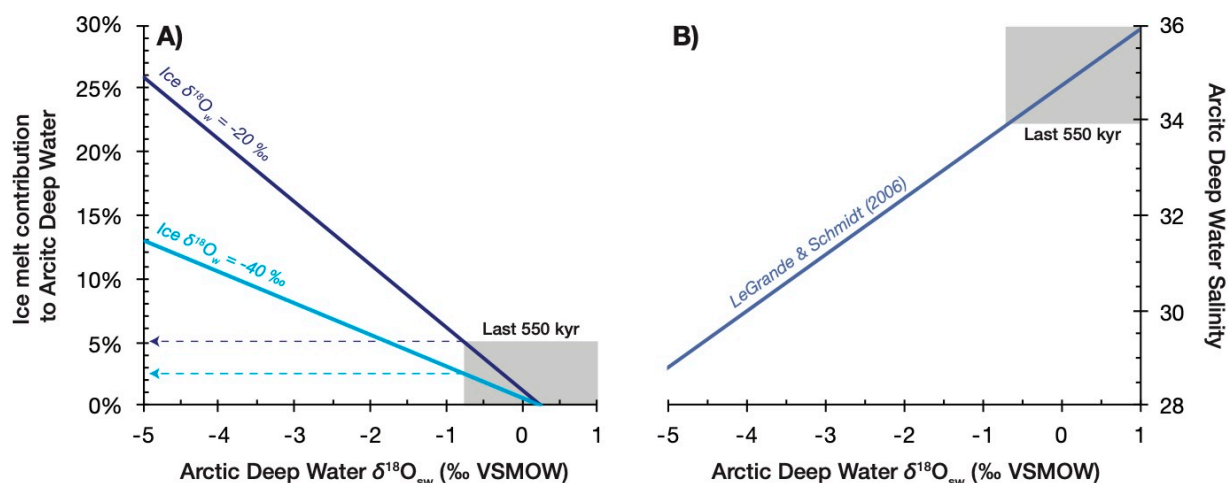 A)
30%
25%
20%
15%
10%
5%
0%
Ice melt contribution
to Arcitc Deep Water
Ice δ¹⁸Ow = -20 ‰
Ice δ¹⁸Ow = -40 ‰
Last 550 kyr
-5 -4 -3 -2 -1 0 1
Arctic Deep Water δ¹⁸Osw (‰ VSMOW)
B)
LeGrande & Schmidt (2006)
Last 550 kyr
36
34
32
30
28
Arcitc Deep Water Salinity
-5 -4 -3 -2 -1 0 1
Arctic Deep Water δ¹⁸Osw (‰ VSMOW)